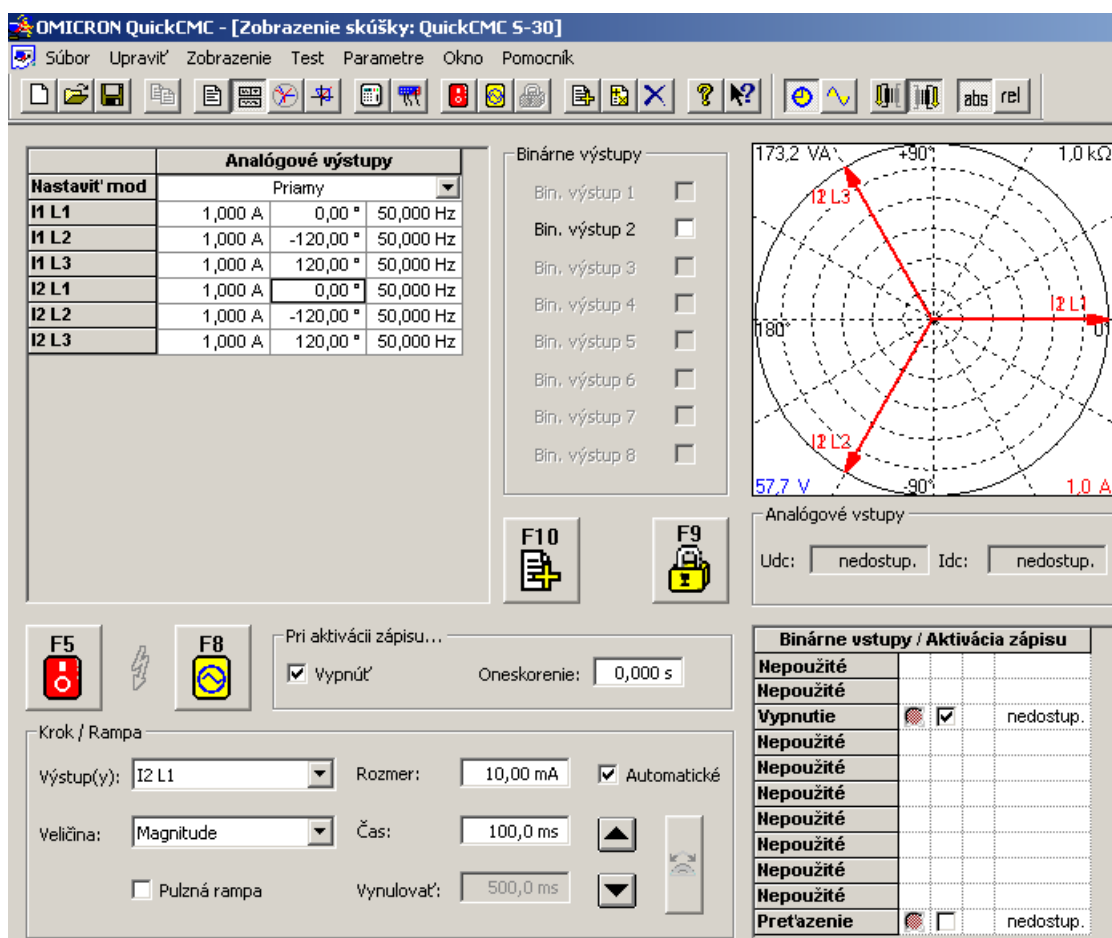 OMICRON QuickCMC - [Zobrazenie skúšky: QuickCMC S-30]
Súbor Upraviť Zobrazenie Test Parametre Okno Pomocník
abs rel
Analógové výstupy
Nastaviť mod Priamy
I1 L1 1,000 A 0,00 ° 50,000 Hz
I1 L2 1,000 A -120,00 ° 50,000 Hz
I1 L3 1,000 A 120,00 ° 50,000 Hz
I2 L1 1,000 A 0,00 ° 50,000 Hz
I2 L2 1,000 A -120,00 ° 50,000 Hz
I2 L3 1,000 A 120,00 ° 50,000 Hz
Binárne výstupy
Bin. výstup 1
Bin. výstup 2
Bin. výstup 3
Bin. výstup 4
Bin. výstup 5
Bin. výstup 6
Bin. výstup 7
Bin. výstup 8
F10
F9
173,2 VA +90° 1,0 kΩ
I2 L3
I2 L1
180° 0°
I2 L2
57,7 V -90° 1,0 A
Analógové vstupy
Udc: nedostup. Idc: nedostup.
F5
F8
Pri aktivácii zápisu...
Vypnúť Oneskorenie: 0,000 s
Krok / Rampa
Výstup(y): I2 L1 Rozmer: 10,00 mA Automatické
Veličina: Magnitude Čas: 100,0 ms
Pulzná rampa Vynulovať: 500,0 ms
Binárne vstupy / Aktivácia zápisu
Nepoužité
Nepoužité
Vypnutie nedostup.
Nepoužité
Nepoužité
Nepoužité
Nepoužité
Nepoužité
Nepoužité
Nepoužité
Preťazenie nedostup.